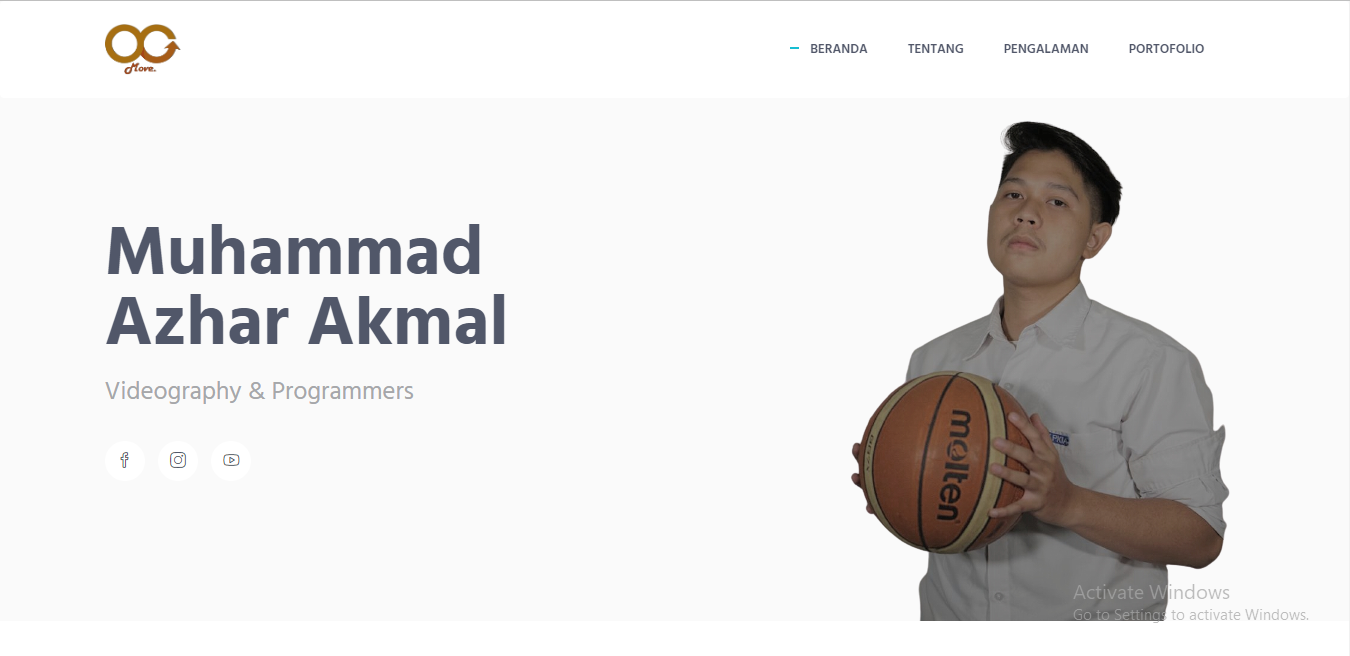 Move.
BERANDA TENTANG PENGALAMAN PORTOFOLIO
Muhammad
Azhar Akmal
Videography & Programmers
molten
Activate Windows
Go to Settings to activate Windows.